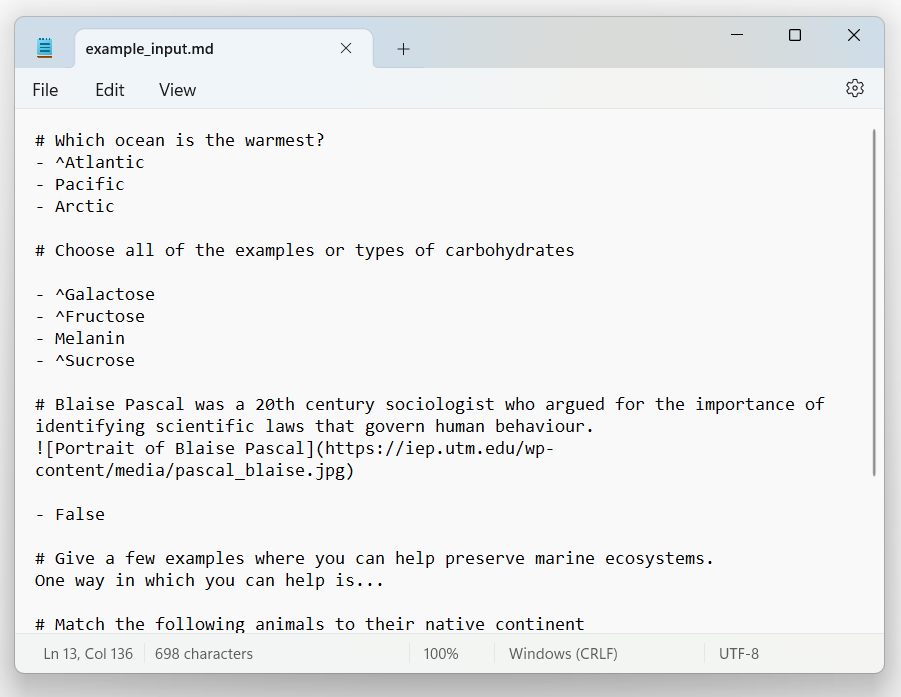 example_input.md
File Edit View
# Which ocean is the warmest?
- ^Atlantic
- Pacific
- Arctic
# Choose all of the examples or types of carbohydrates
- ^Galactose
- ^Fructose
- Melanin
- ^Sucrose
# Blaise Pascal was a 20th century sociologist who argued for the importance of
identifying scientific laws that govern human behaviour.
![Portrait of Blaise Pascal](https://iep.utm.edu/wp-
content/media/pascal_blaise.jpg)
- False
# Give a few examples where you can help preserve marine ecosystems.
One way in which you can help is...
# Match the following animals to their native continent
Ln 13, Col 136 698 characters 100% Windows (CRLF) UTF-8